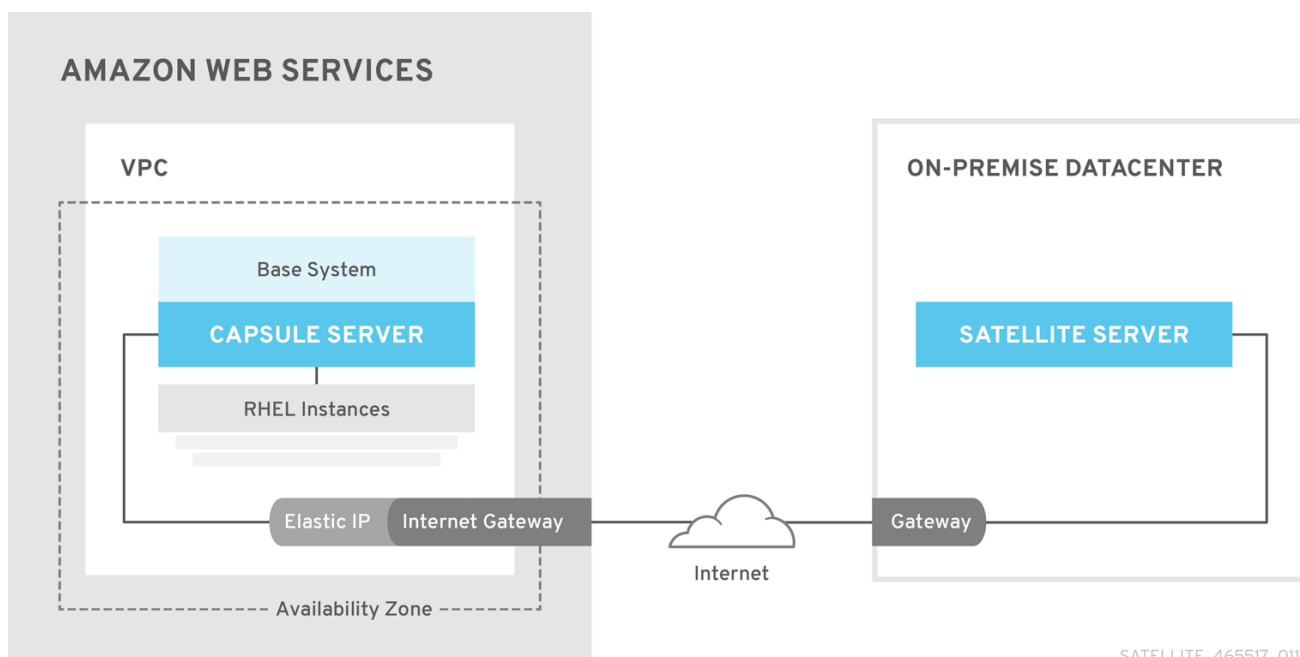 AMAZON WEB SERVICES
VPC
ON-PREMISE DATACENTER
Base System
CAPSULE SERVER
SATELLITE SERVER
RHEL Instances
Elastic IP
Internet Gateway
Gateway
Internet
Availability Zone
SATELLITE_465517_011